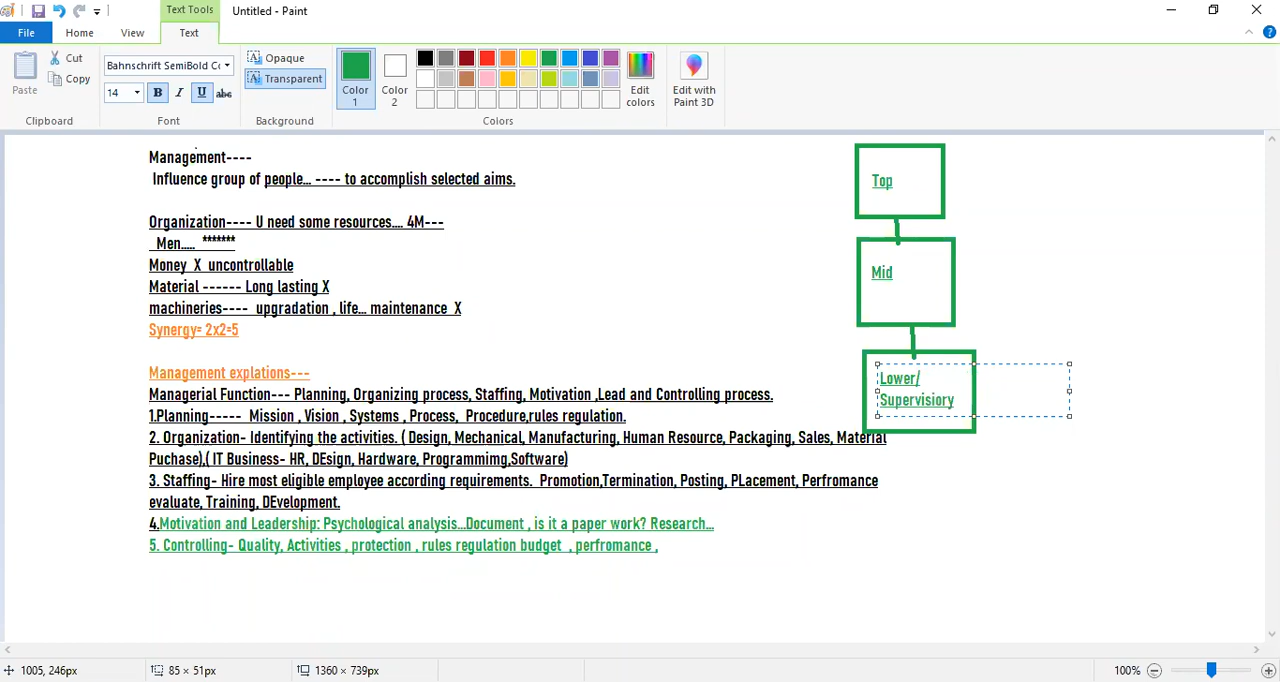 Text Tools
Untitled - Paint
File
Home
View
Text
Paste
Cut
Copy
Clipboard
Bahnschrift SemiBold Cc
14
B
I
U
abc
Font
Opaque
Transparent
Background
Color 1
Color 2
Edit colors
Colors
Edit with Paint 3D
Management----
Influence group of people... ---- to accomplish selected aims.
Organization---- U need some resources.... 4M---
Men..... *******
Money X uncontrollable
Material ------ Long lasting X
machineries---- upgradation , life... maintenance X
Synergy= 2x2=5
Management explations---
Managerial Function--- Planning, Organizing process, Staffing, Motivation ,Lead and Controlling process.
1.Planning----- Mission , Vision , Systems , Process, Procedure,rules regulation.
2. Organization- Identifying the activities. ( Design, Mechanical, Manufacturing, Human Resource, Packaging, Sales, Material
Puchase),( IT Business- HR, DEsign, Hardware, Programmimg,Software)
3. Staffing- Hire most eligible employee according requirements. Promotion,Termination, Posting, PLacement, Perfromance
evaluate, Training, DEvelopment.
4.Motivation and Leadership: Psychological analysis...Document , is it a paper work? Research...
5. Controlling- Quality, Activities , protection , rules regulation budget , perfromance ,
Top
Mid
Lower/
Supervisiory
1005, 246px
85 × 51px
1360 × 739px
100%